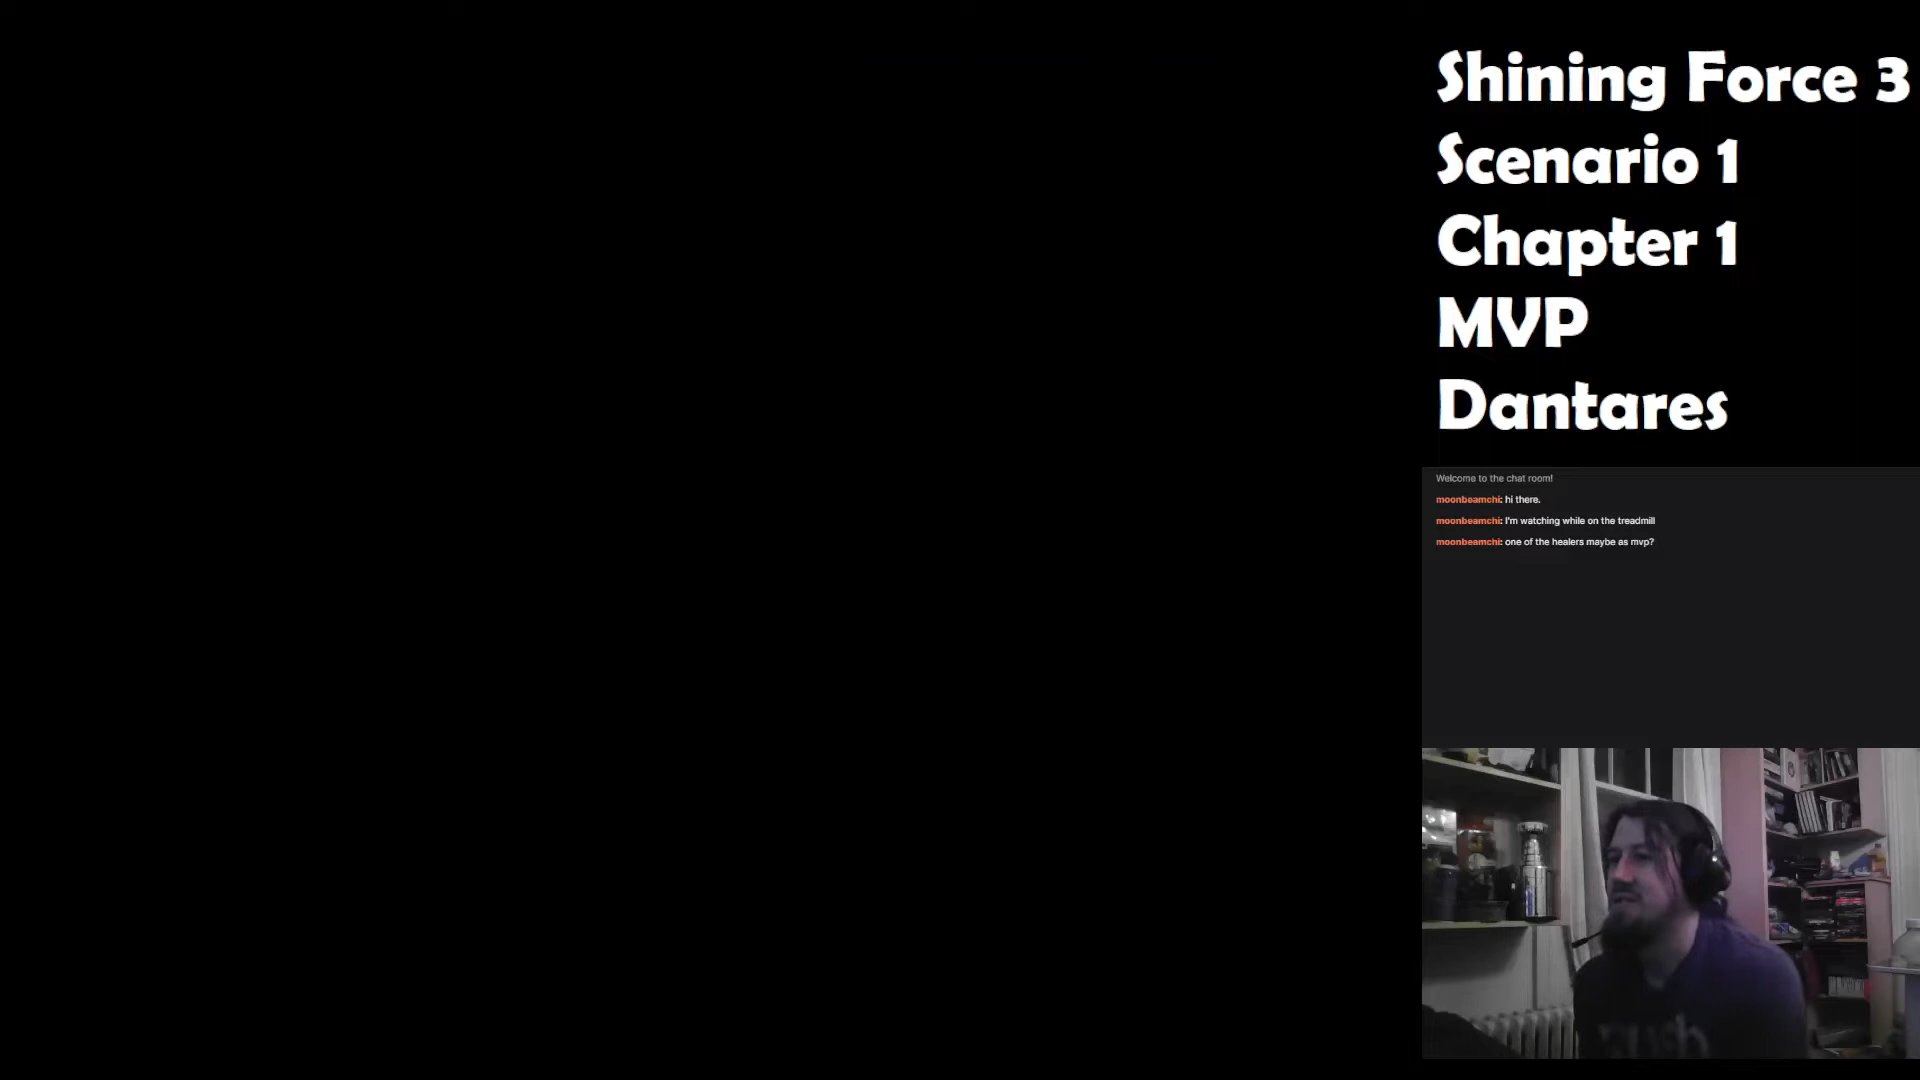 Shining Force 3
Scenario 1
Chapter 1
MVP
Dantares
Welcome to the chat room!
moonbeamchi: hi there.
moonbeamchi: I'm watching while on the treadmill
moonbeamchi: one of the healers maybe as mvp?